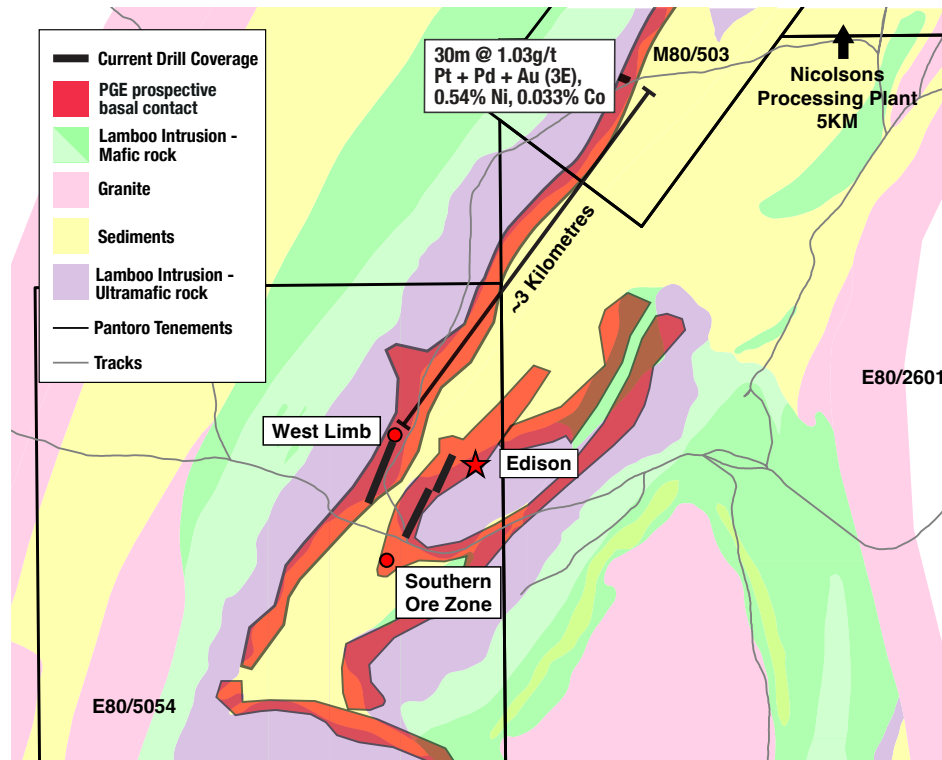 Current Drill Coverage
PGE prospective
basal contact
Lamboo Intrusion -
Mafic rock
Granite
Sediments
Lamboo Intrusion -
Ultramafic rock
Pantoro Tenements
Tracks
30m @ 1.03g/t
Pt + Pd + Au (3E),
0.54% Ni, 0.033% Co
M80/503
Nicolsons
Processing Plant
5KM
~3 Kilometres
E80/2601
West Limb
Edison
Southern
Ore Zone
E80/5054